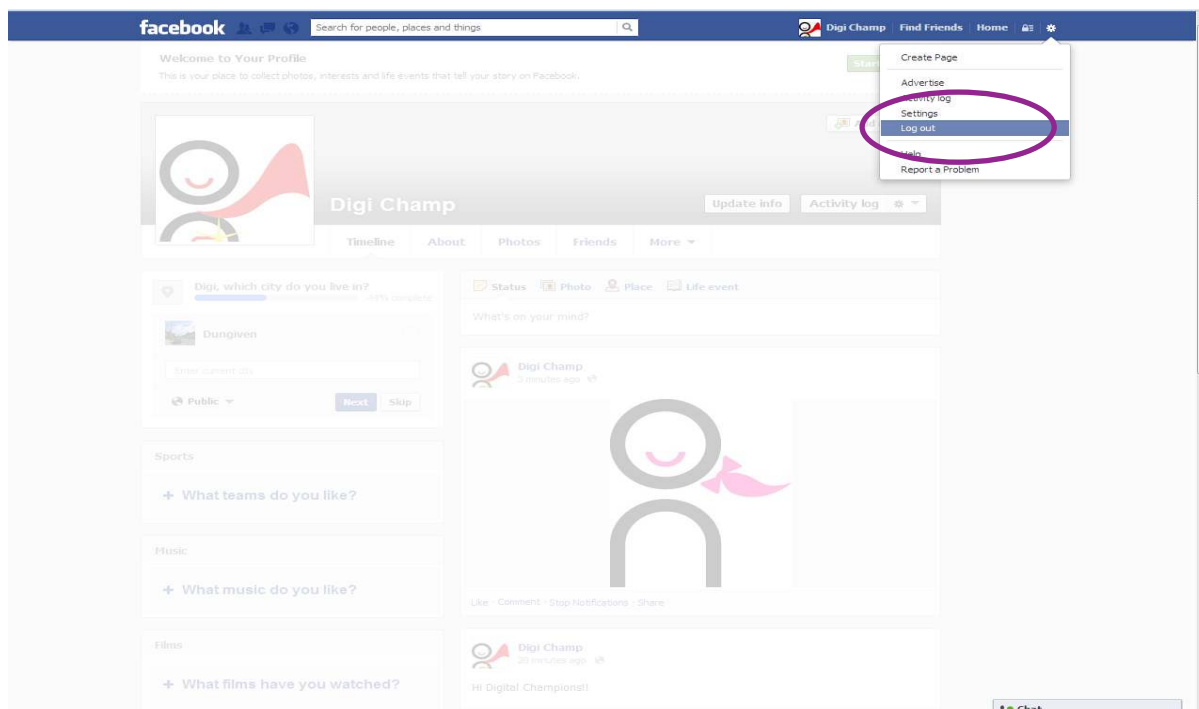 facebook
Search for people, places and things
Digi Champ Find Friends Home
Create Page
Advertise
Activity log
Settings
Log out
Help
Report a Problem
Welcome to Your Profile
This is your place to collect photos, interests and life events that tell your story on Facebook.
Start
Add
Digi Champ
Update info Activity log
Timeline About Photos Friends More
Digi, which city do you live in?
Dungiven
Enter current city
Public Next Skip
Sports
+ What teams do you like?
Music
+ What music do you like?
Films
+ What films have you watched?
Status Photo Place Life event
What's on your mind?
Digi Champ
3 minutes ago
Like · Comment · Stop Notifications · Share
Digi Champ
20 minutes ago
Hi Digital Champions!!
Chat